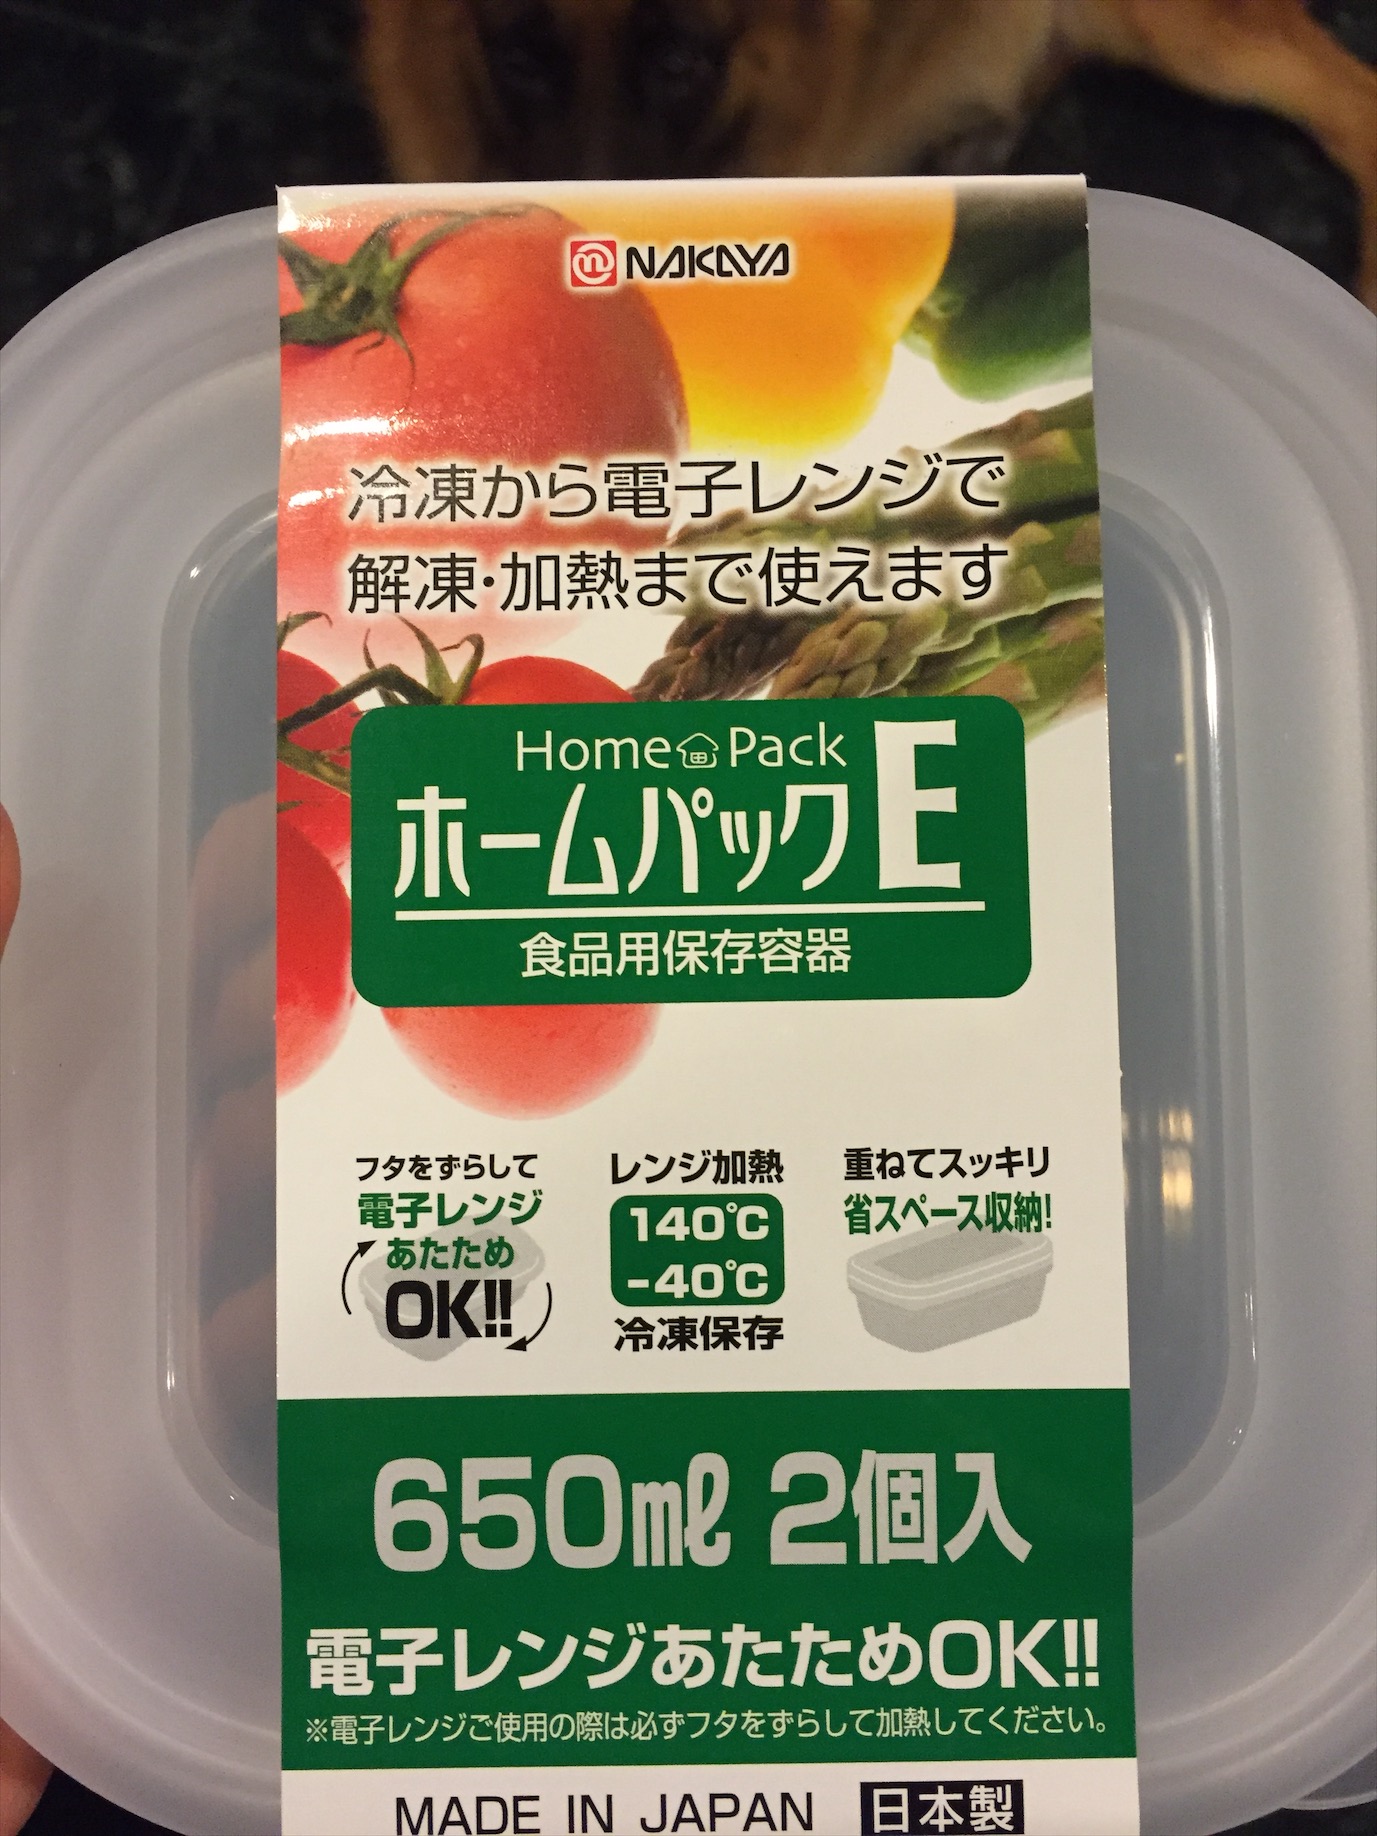 NAKAYA
冷凍から電子レンジで
解凍・加熱まで使えます
Home Pack
ホームパックE
食品用保存容器
フタをずらして
電子レンジ
あたため
OK!!
レンジ加熱
140℃
-40℃
冷凍保存
重ねてスッキリ
省スペース収納!
650ml 2個入
電子レンジあたためOK!!
※電子レンジご使用の際は必ずフタをずらして加熱してください。
MADE IN JAPAN 日本製